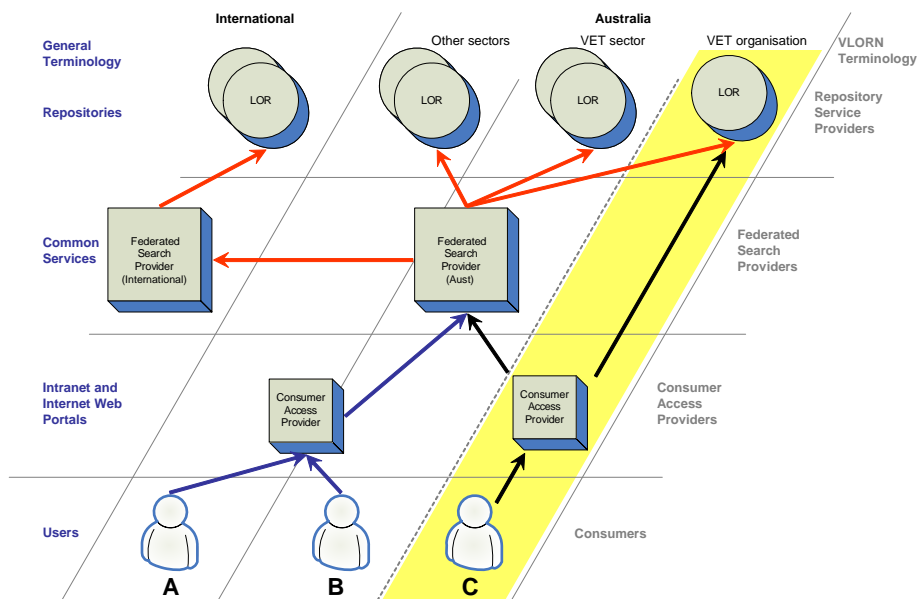 International
Australia
General
Terminology
Other sectors
VET sector
VET organisation
VLORN
Terminology
Repositories
LOR
LOR
LOR
LOR
Repository
Service
Providers
Common
Services
Federated
Search
Provider
(International)
Federated
Search
Provider
(Aust)
Federated
Search
Providers
Intranet and
Internet Web
Portals
Consumer
Access
Provider
Consumer
Access
Provider
Consumer
Access
Providers
Users
Consumers
A
B
C